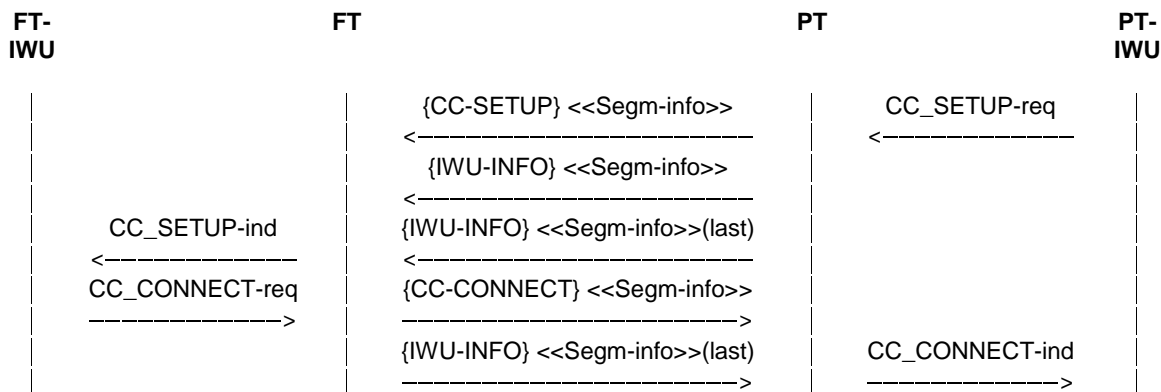 FT-IWU FT PT PT-IWU
{CC-SETUP} <<Segm-info>> CC_SETUP-req
{IWU-INFO} <<Segm-info>>
CC_SETUP-ind {IWU-INFO} <<Segm-info>>(last)
CC_CONNECT-req {CC-CONNECT} <<Segm-info>>
{IWU-INFO} <<Segm-info>>(last) CC_CONNECT-ind